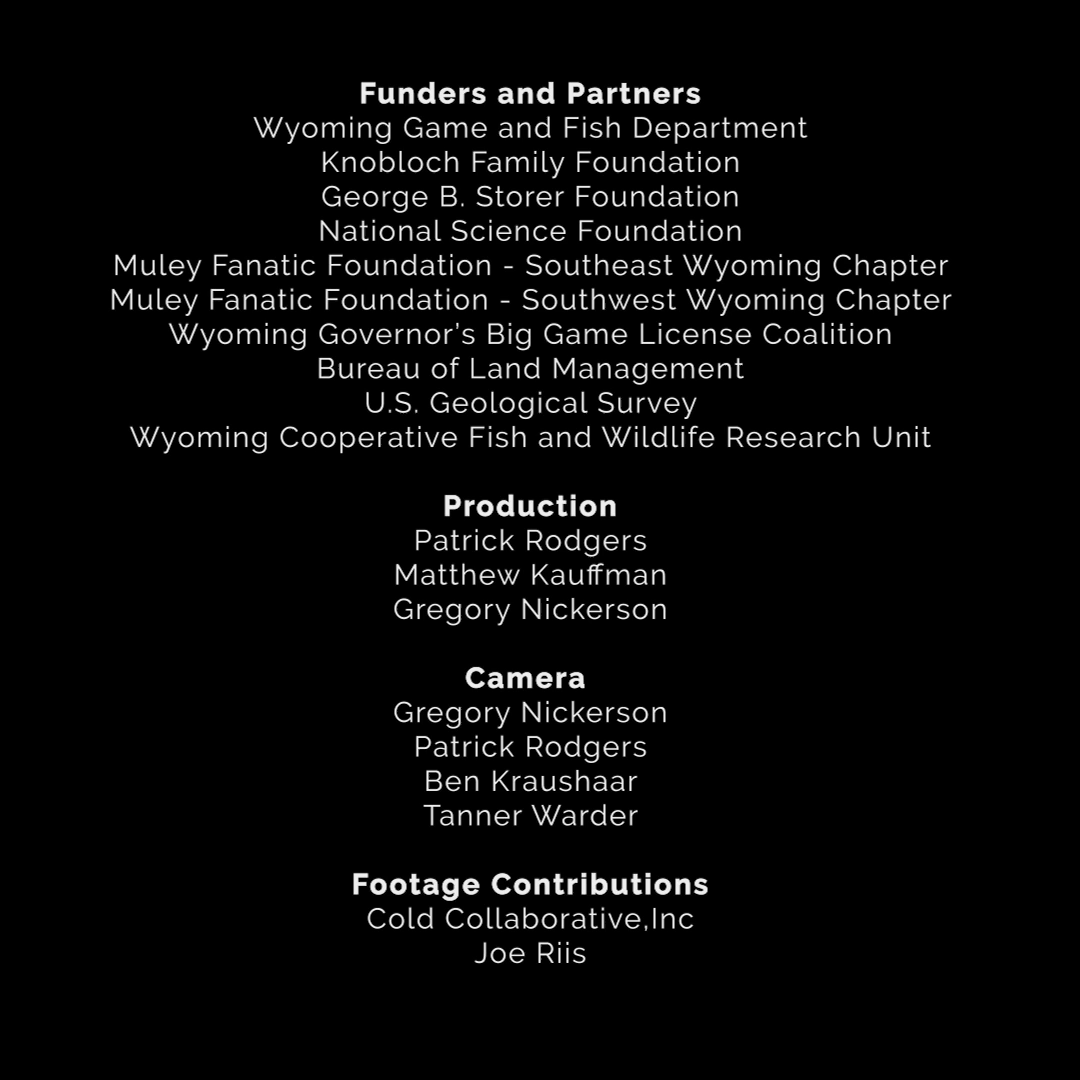 Funders and Partners
Wyoming Game and Fish Department
Knobloch Family Foundation
George B. Storer Foundation
National Science Foundation
Muley Fanatic Foundation - Southeast Wyoming Chapter
Muley Fanatic Foundation - Southwest Wyoming Chapter
Wyoming Governor’s Big Game License Coalition
Bureau of Land Management
U.S. Geological Survey
Wyoming Cooperative Fish and Wildlife Research Unit
Production
Patrick Rodgers
Matthew Kauffman
Gregory Nickerson
Camera
Gregory Nickerson
Patrick Rodgers
Ben Kraushaar
Tanner Warder
Footage Contributions
Cold Collaborative,Inc
Joe Riis